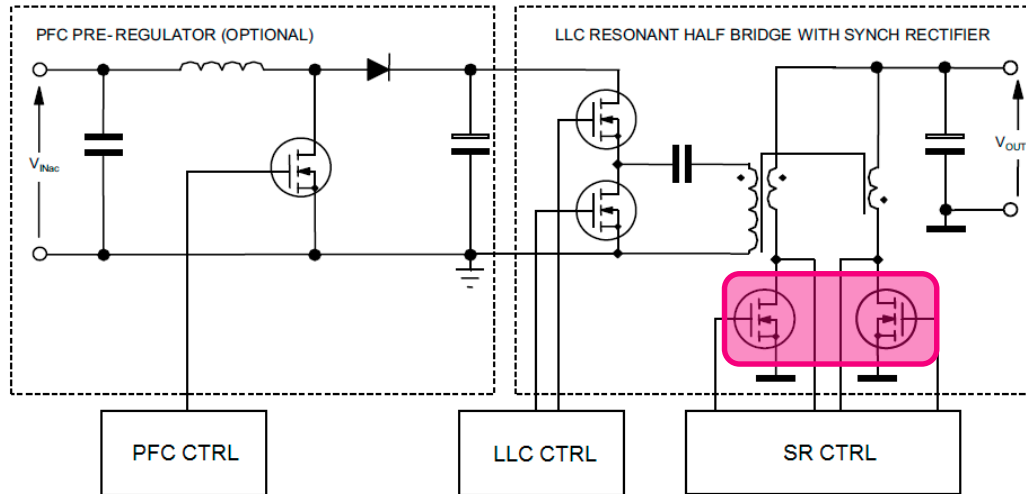 PFC PRE-REGULATOR (OPTIONAL)
LLC RESONANT HALF BRIDGE WITH SYNCH RECTIFIER
VINac
VOUT
PFC CTRL
LLC CTRL
SR CTRL